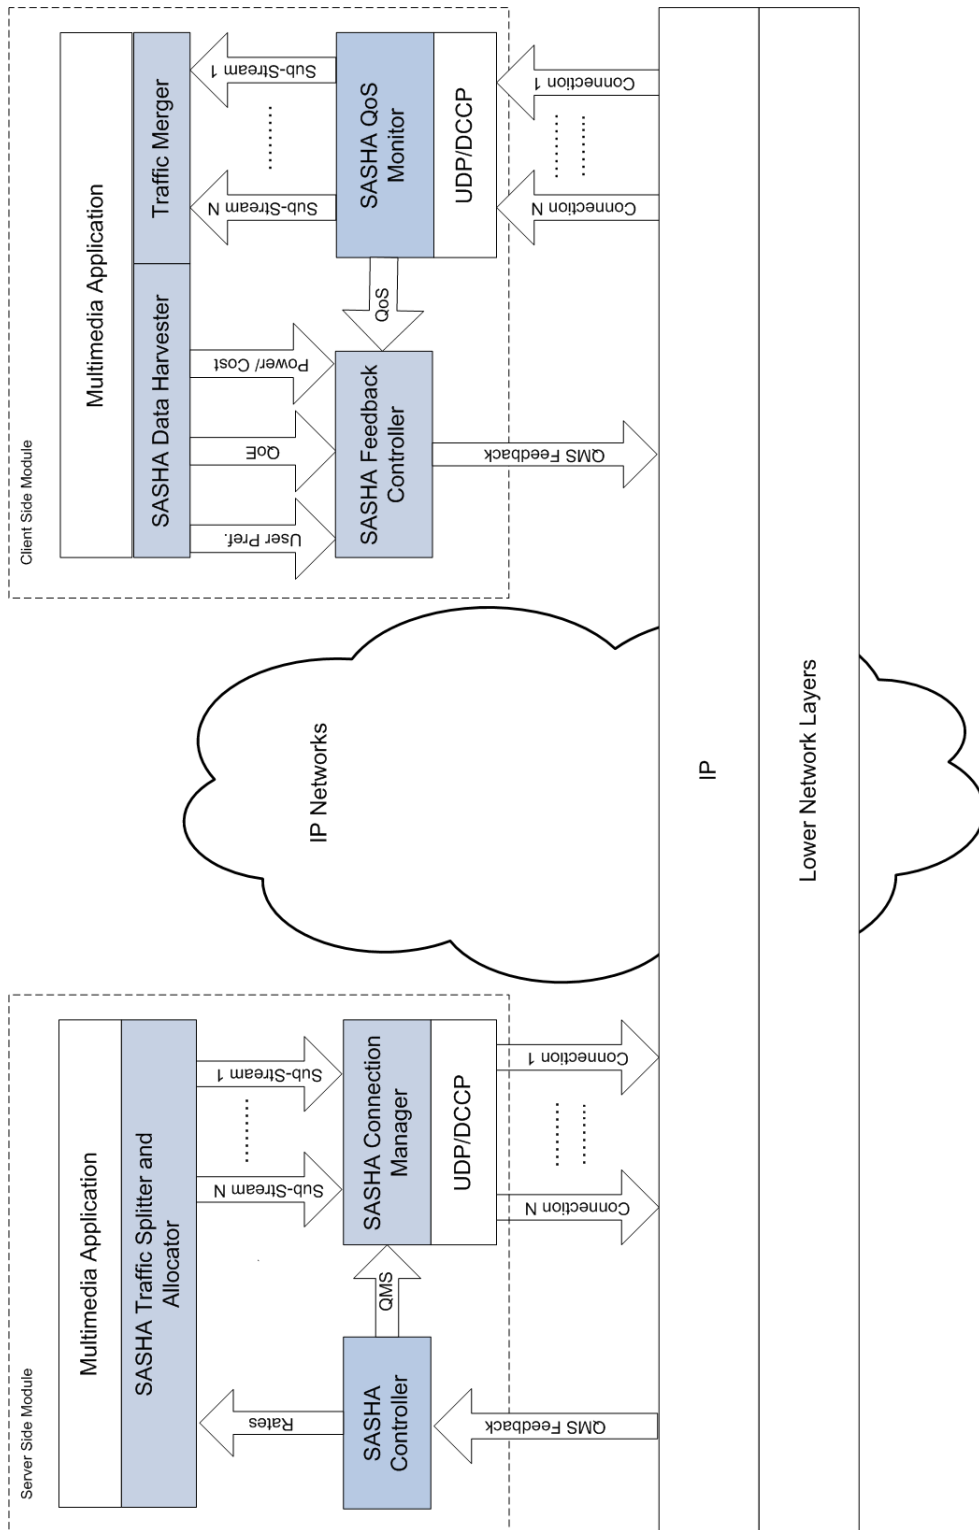 Server Side Module
Multimedia Application
SASHA Traffic Splitter and
Allocator
Rates
Sub-Stream N
.........
Sub-Stream 1
SASHA
Controller
QMS
SASHA Connection
Manager
UDP/DCCP
QMS Feedback
Connection N
.........
.........
Connection 1
IP Networks
Client Side Module
Multimedia Application
SASHA Data Harvester
Traffic Merger
User Pref.
QoE
Power/ Cost
Sub-Stream N
.........
Sub-Stream 1
SASHA Feedback
Controller
QoS
SASHA QoS
Monitor
UDP/DCCP
QMS Feedback
Connection N
.........
.........
Connection 1
IP
Lower Network Layers